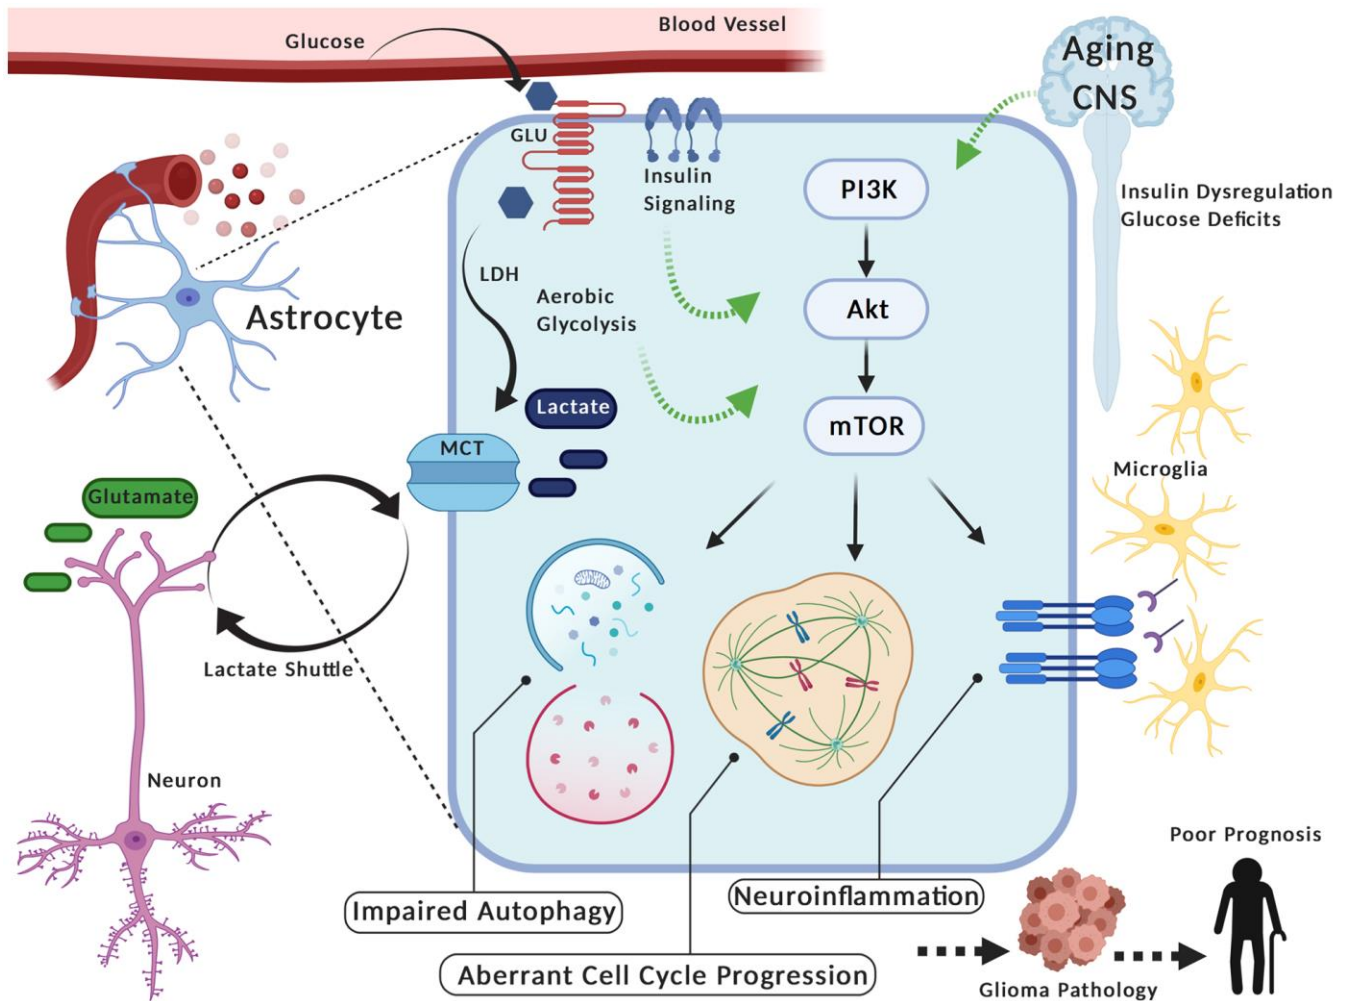 Blood Vessel
Glucose
Aging
CNS
GLU
Insulin
Signaling
PI3K
Insulin Dysregulation
Glucose Deficits
LDH
Aerobic
Glycolysis
Akt
Astrocyte
Lactate
mTOR
MCT
Microglia
Glutamate
Lactate Shuttle
Neuron
Poor Prognosis
Impaired Autophagy
Neuroinflammation
Aberrant Cell Cycle Progression
Glioma Pathology